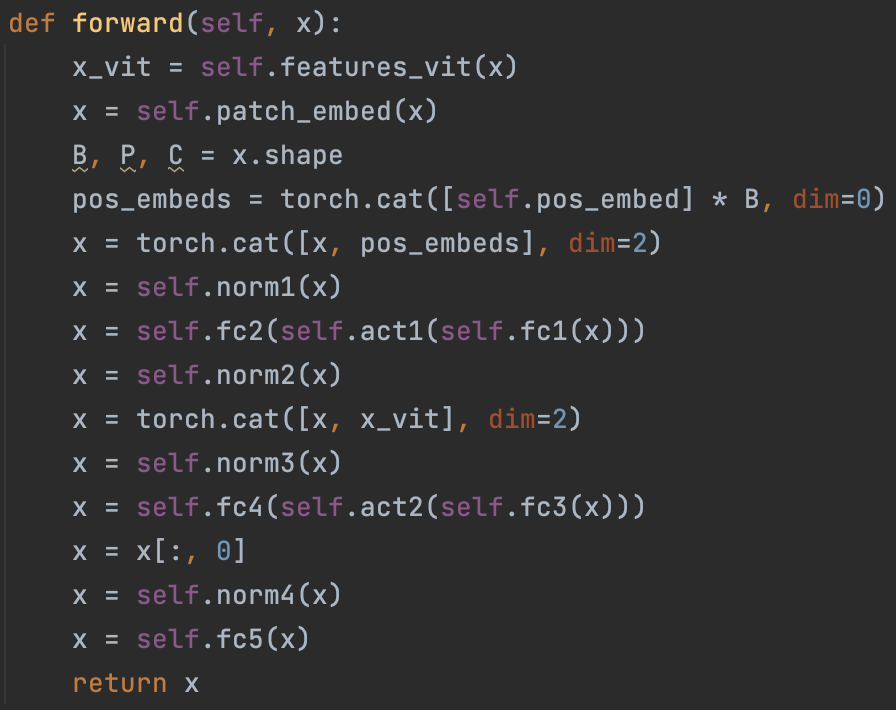 def forward(self, x):
    x_vit = self.features_vit(x)
    x = self.patch_embed(x)
    B, P, C = x.shape
    pos_embeds = torch.cat([self.pos_embed] * B, dim=0)
    x = torch.cat([x, pos_embeds], dim=2)
    x = self.norm1(x)
    x = self.fc2(self.act1(self.fc1(x)))
    x = self.norm2(x)
    x = torch.cat([x, x_vit], dim=2)
    x = self.norm3(x)
    x = self.fc4(self.act2(self.fc3(x)))
    x = x[:, 0]
    x = self.norm4(x)
    x = self.fc5(x)
    return x